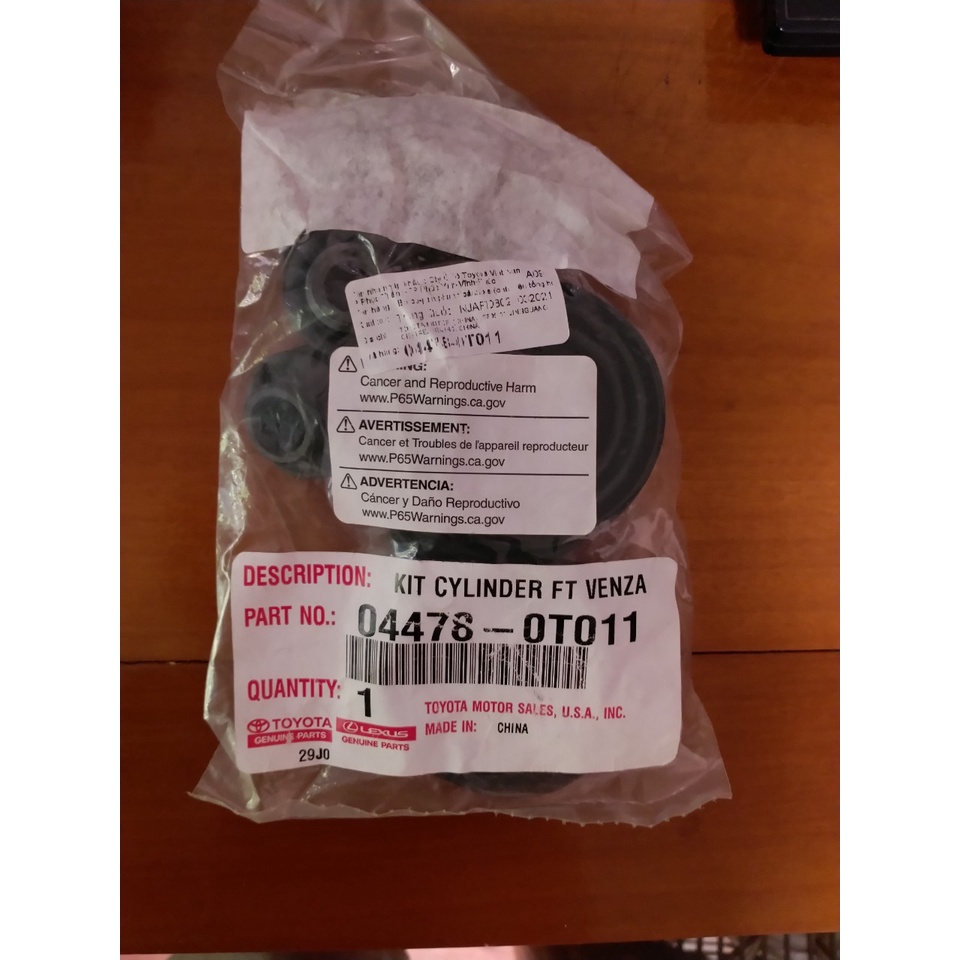 Trung Quốc
04478-0T011
Cancer and Reproductive Harm
www.P65Warnings.ca.gov
AVERTISSEMENT:
Cancer et Troubles de l'appareil reproducteur
www.P65Warnings.ca.gov
ADVERTENCIA:
Cáncer y Daño Reproductivo
www.P65Warnings.ca.gov
DESCRIPTION: KIT CYLINDER FT VENZA
PART NO.: 04478-0T011
QUANTITY: 1
TOYOTA MOTOR SALES, U.S.A., INC.
MADE IN: CHINA
TOYOTA
GENUINE PARTS
LEXUS
GENUINE PARTS
29J0